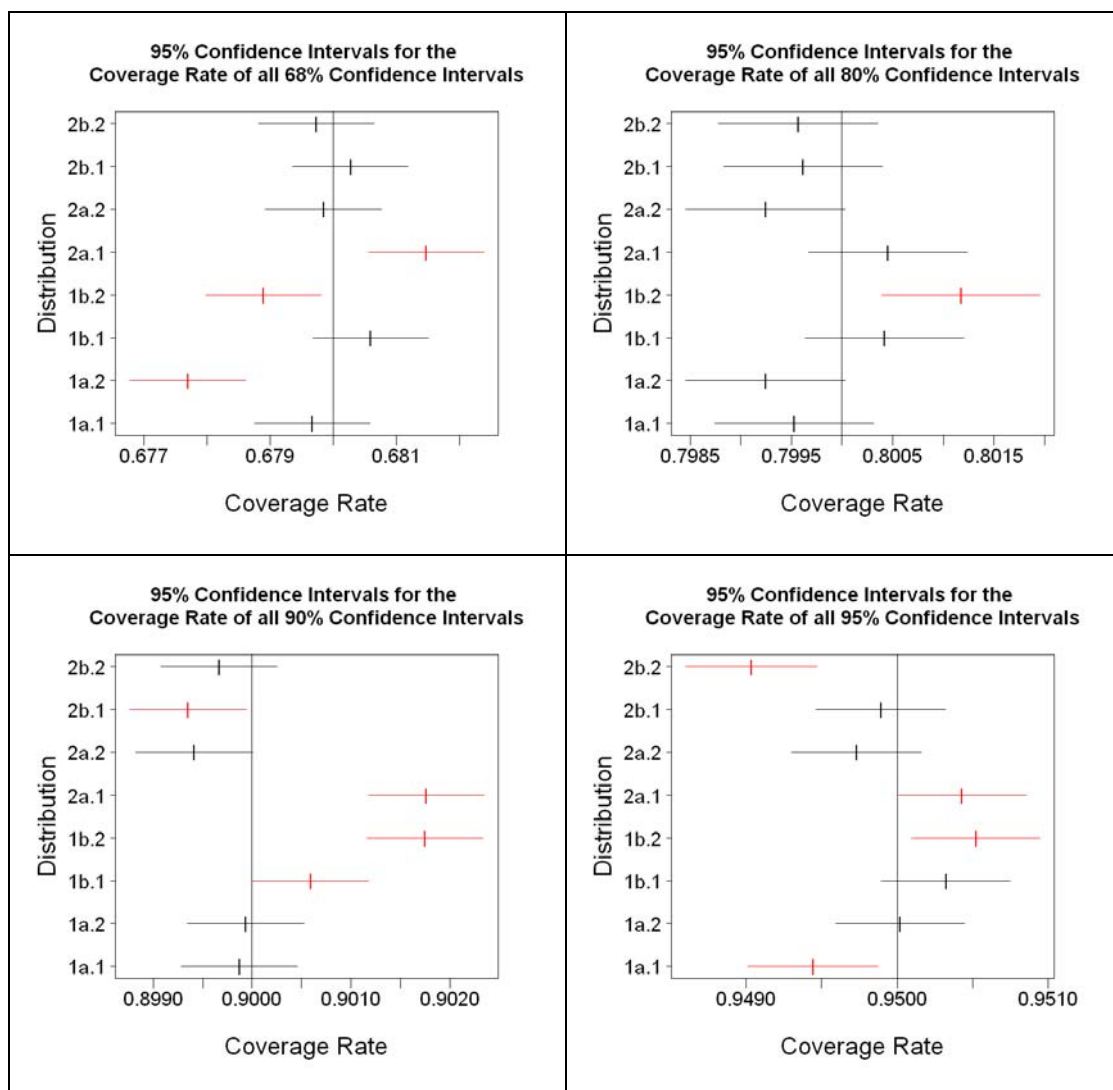 95% Confidence Intervals for the
Coverage Rate of all 68% Confidence Intervals
2b.2
2b.1
2a.2
2a.1
1b.2
1b.1
1a.2
1a.1
Distribution
0.677 0.679 0.681
Coverage Rate
95% Confidence Intervals for the
Coverage Rate of all 80% Confidence Intervals
2b.2
2b.1
2a.2
2a.1
1b.2
1b.1
1a.2
1a.1
Distribution
0.7985 0.7995 0.8005 0.8015
Coverage Rate
95% Confidence Intervals for the
Coverage Rate of all 90% Confidence Intervals
2b.2
2b.1
2a.2
2a.1
1b.2
1b.1
1a.2
1a.1
Distribution
0.8990 0.9000 0.9010 0.9020
Coverage Rate
95% Confidence Intervals for the
Coverage Rate of all 95% Confidence Intervals
2b.2
2b.1
2a.2
2a.1
1b.2
1b.1
1a.2
1a.1
Distribution
0.9490 0.9500 0.9510
Coverage Rate